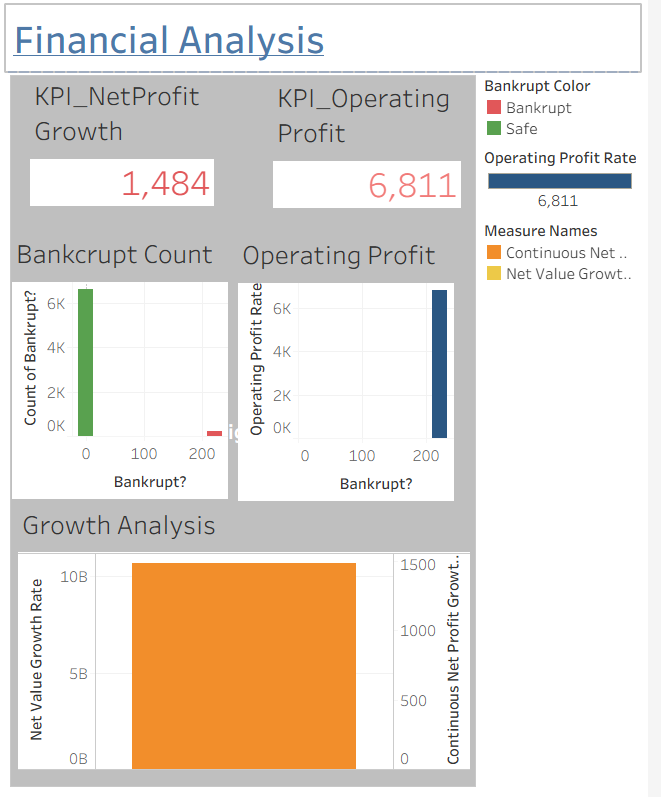 Financial Analysis
KPI_NetProfit
Growth
KPI_Operating
Profit
1,484
6,811
Bankrupt Color
Bankrupt
Safe
Operating Profit Rate
6,811
Measure Names
Continuous Net ..
Net Value Growt..
Bankcrupt Count
Operating Profit
Count of Bankrupt?
6K
4K
2K
0K
0 100 200
Bankrupt?
Operating Profit Rate
6K
4K
2K
0K
0 100 200
Bankrupt?
Growth Analysis
Net Value Growth Rate
10B
5B
0B
1500
1000
500
0
Continuous Net Profit Growt..